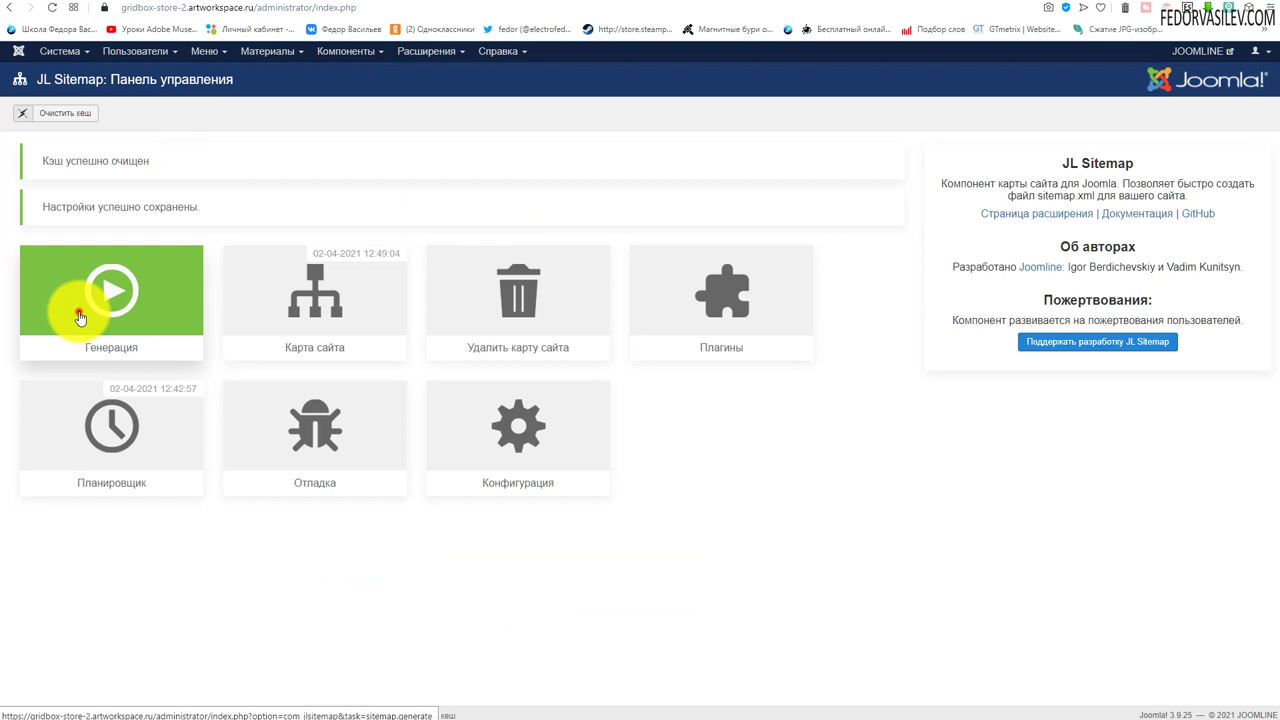 gridbox-store-2.artworkspace.ru/administrator/index.php
FEDORVASILEV.COM
Школа Федора Вас...
Уроки Adobe Muse...
Личный кабинет -...
Федор Васильев
(2) Одноклассники
fedor (@electrofed...
http://store.steamp...
Магнитные бури о...
Бесплатный онлай...
Подбор слов
GTmetrix | Website...
Сжатие JPG-изобр...
Система
Пользователи
Меню
Материалы
Компоненты
Расширения
Справка
JOOMLINE
JL Sitemap: Панель управления
Joomla!®
Очистить кеш
Кэш успешно очищен
Настройки успешно сохранены.
Генерация
02-04-2021 12:49:04
Карта сайта
Удалить карту сайта
Плагины
02-04-2021 12:42:57
Планировщик
Отладка
Конфигурация
JL Sitemap
Компонент карты сайта для Joomla. Позволяет быстро создать
файл sitemap.xml для вашего сайта.
Страница расширения | Документация | GitHub
Об авторах
Разработано Joomline: Igor Berdichevskiy и Vadim Kunitsyn.
Пожертвования:
Компонент развивается на пожертвования пользователей.
Поддержать разработку JL Sitemap
https://gridbox-store-2.artworkspace.ru/administrator/index.php?option=com_jlsitemap&task=sitemap.generate
кеш
Joomla! 3.9.25 — © 2021 JOOMLINE